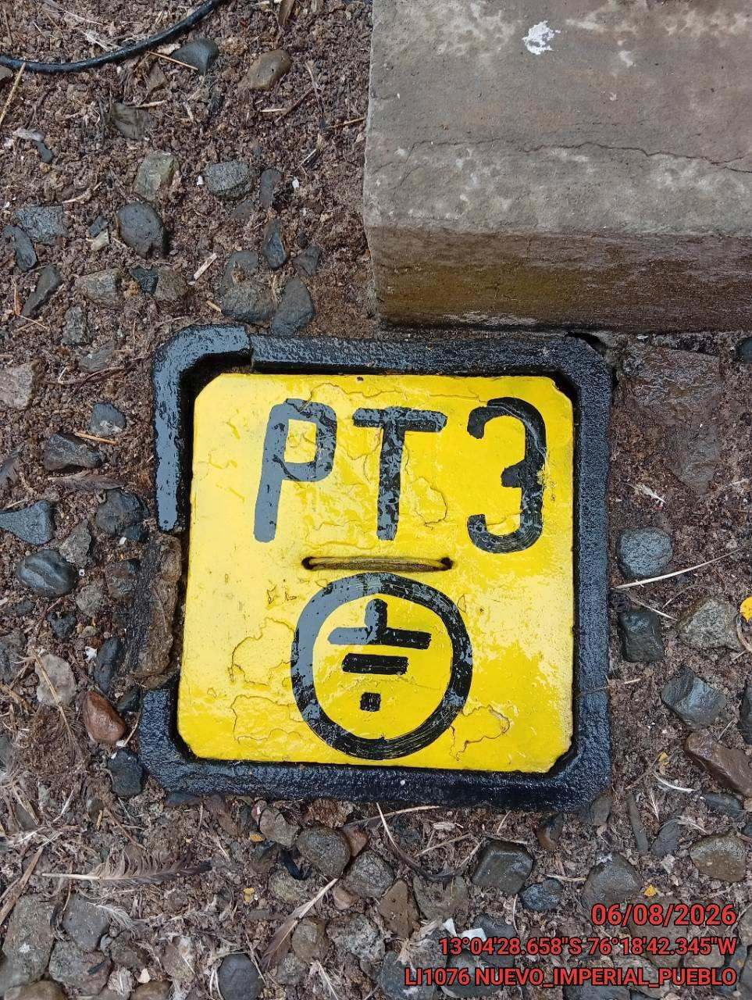 PT3
06/08/2026
13°04'28.658"S 76°18'42.345"W
LI1076 NUEVO_IMPERIAL_PUEBLO